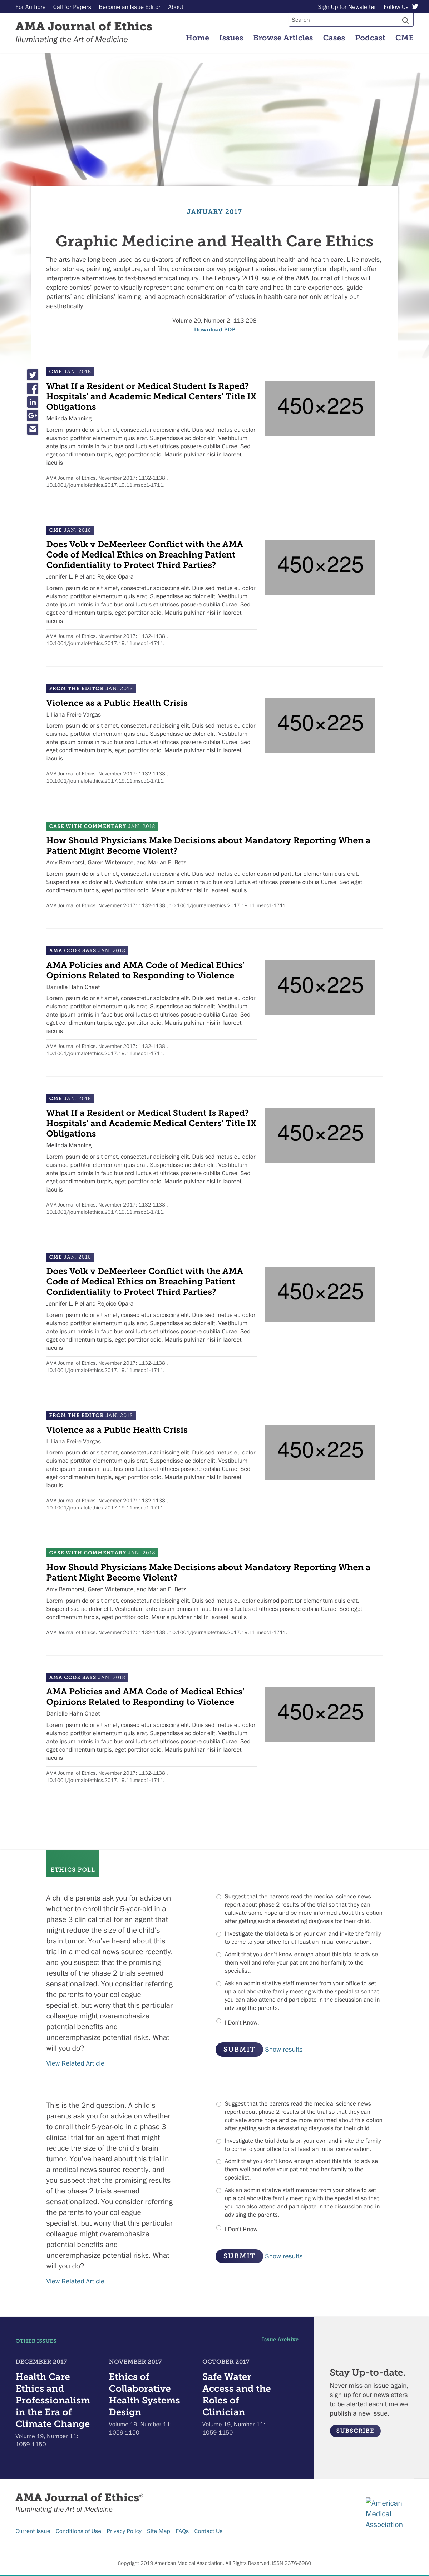 For Authors Call for Papers Become an Issue Editor About Sign Up for Newsletter Follow Us
AMA Journal of Ethics
Illuminating the Art of Medicine
Search
Home Issues Browse Articles Cases Podcast CME
JANUARY 2017
Graphic Medicine and Health Care Ethics
The arts have long been used as cultivators of reflection and storytelling about health and health care. Like novels,
short stories, painting, sculpture, and film, comics can convey poignant stories, deliver analytical depth, and offer
interpretive alternatives to text-based ethical inquiry. The February 2018 issue of the AMA Journal of Ethics will
explore comics' power to visually represent and comment on health and health care experiences, guide
patients' and clinicians' learning, and approach consideration of values in health care not only ethically but
aesthetically.
Volume 20, Number 2: 113-208
Download PDF
CME JAN. 2018
What If a Resident or Medical Student Is Raped?
Hospitals' and Academic Medical Centers' Title IX
Obligations
Melinda Manning
Lorem ipsum dolor sit amet, consectetur adipiscing elit. Duis sed metus eu dolor
euismod porttitor elementum quis erat. Suspendisse ac dolor elit. Vestibulum
ante ipsum primis in faucibus orci luctus et ultrices posuere cubilia Curae; Sed
eget condimentum turpis, eget porttitor odio. Mauris pulvinar nisi in laoreet
iaculis
AMA Journal of Ethics. November 2017: 1132-1138.,
10.1001/journalofethics.2017.19.11.msoc1-1711.
450×225
CME JAN. 2018
Does Volk v DeMeerleer Conflict with the AMA
Code of Medical Ethics on Breaching Patient
Confidentiality to Protect Third Parties?
Jennifer L. Piel and Rejoice Opara
Lorem ipsum dolor sit amet, consectetur adipiscing elit. Duis sed metus eu dolor
euismod porttitor elementum quis erat. Suspendisse ac dolor elit. Vestibulum
ante ipsum primis in faucibus orci luctus et ultrices posuere cubilia Curae; Sed
eget condimentum turpis, eget porttitor odio. Mauris pulvinar nisi in laoreet
iaculis
AMA Journal of Ethics. November 2017: 1132-1138.,
10.1001/journalofethics.2017.19.11.msoc1-1711.
450×225
FROM THE EDITOR JAN. 2018
Violence as a Public Health Crisis
Lilliana Freire-Vargas
Lorem ipsum dolor sit amet, consectetur adipiscing elit. Duis sed metus eu dolor
euismod porttitor elementum quis erat. Suspendisse ac dolor elit. Vestibulum
ante ipsum primis in faucibus orci luctus et ultrices posuere cubilia Curae; Sed
eget condimentum turpis, eget porttitor odio. Mauris pulvinar nisi in laoreet
iaculis
AMA Journal of Ethics. November 2017: 1132-1138.,
10.1001/journalofethics.2017.19.11.msoc1-1711.
450×225
CASE WITH COMMENTARY JAN. 2018
How Should Physicians Make Decisions about Mandatory Reporting When a
Patient Might Become Violent?
Amy Barnhorst, Garen Wintemute, and Marian E. Betz
Lorem ipsum dolor sit amet, consectetur adipiscing elit. Duis sed metus eu dolor euismod porttitor elementum quis erat.
Suspendisse ac dolor elit. Vestibulum ante ipsum primis in faucibus orci luctus et ultrices posuere cubilia Curae; Sed eget
condimentum turpis, eget porttitor odio. Mauris pulvinar nisi in laoreet iaculis
AMA Journal of Ethics. November 2017: 1132-1138., 10.1001/journalofethics.2017.19.11.msoc1-1711.
AMA CODE SAYS JAN. 2018
AMA Policies and AMA Code of Medical Ethics'
Opinions Related to Responding to Violence
Danielle Hahn Chaet
Lorem ipsum dolor sit amet, consectetur adipiscing elit. Duis sed metus eu dolor
euismod porttitor elementum quis erat. Suspendisse ac dolor elit. Vestibulum
ante ipsum primis in faucibus orci luctus et ultrices posuere cubilia Curae; Sed
eget condimentum turpis, eget porttitor odio. Mauris pulvinar nisi in laoreet
iaculis
AMA Journal of Ethics. November 2017: 1132-1138.,
10.1001/journalofethics.2017.19.11.msoc1-1711.
450×225
CME JAN. 2018
What If a Resident or Medical Student Is Raped?
Hospitals' and Academic Medical Centers' Title IX
Obligations
Melinda Manning
Lorem ipsum dolor sit amet, consectetur adipiscing elit. Duis sed metus eu dolor
euismod porttitor elementum quis erat. Suspendisse ac dolor elit. Vestibulum
ante ipsum primis in faucibus orci luctus et ultrices posuere cubilia Curae; Sed
eget condimentum turpis, eget porttitor odio. Mauris pulvinar nisi in laoreet
iaculis
AMA Journal of Ethics. November 2017: 1132-1138.,
10.1001/journalofethics.2017.19.11.msoc1-1711.
450×225
CME JAN. 2018
Does Volk v DeMeerleer Conflict with the AMA
Code of Medical Ethics on Breaching Patient
Confidentiality to Protect Third Parties?
Jennifer L. Piel and Rejoice Opara
Lorem ipsum dolor sit amet, consectetur adipiscing elit. Duis sed metus eu dolor
euismod porttitor elementum quis erat. Suspendisse ac dolor elit. Vestibulum
ante ipsum primis in faucibus orci luctus et ultrices posuere cubilia Curae; Sed
eget condimentum turpis, eget porttitor odio. Mauris pulvinar nisi in laoreet
iaculis
AMA Journal of Ethics. November 2017: 1132-1138.,
10.1001/journalofethics.2017.19.11.msoc1-1711.
450×225
FROM THE EDITOR JAN. 2018
Violence as a Public Health Crisis
Lilliana Freire-Vargas
Lorem ipsum dolor sit amet, consectetur adipiscing elit. Duis sed metus eu dolor
euismod porttitor elementum quis erat. Suspendisse ac dolor elit. Vestibulum
ante ipsum primis in faucibus orci luctus et ultrices posuere cubilia Curae; Sed
eget condimentum turpis, eget porttitor odio. Mauris pulvinar nisi in laoreet
iaculis
AMA Journal of Ethics. November 2017: 1132-1138.,
10.1001/journalofethics.2017.19.11.msoc1-1711.
450×225
CASE WITH COMMENTARY JAN. 2018
How Should Physicians Make Decisions about Mandatory Reporting When a
Patient Might Become Violent?
Amy Barnhorst, Garen Wintemute, and Marian E. Betz
Lorem ipsum dolor sit amet, consectetur adipiscing elit. Duis sed metus eu dolor euismod porttitor elementum quis erat.
Suspendisse ac dolor elit. Vestibulum ante ipsum primis in faucibus orci luctus et ultrices posuere cubilia Curae; Sed eget
condimentum turpis, eget porttitor odio. Mauris pulvinar nisi in laoreet iaculis
AMA Journal of Ethics. November 2017: 1132-1138., 10.1001/journalofethics.2017.19.11.msoc1-1711.
AMA CODE SAYS JAN. 2018
AMA Policies and AMA Code of Medical Ethics'
Opinions Related to Responding to Violence
Danielle Hahn Chaet
Lorem ipsum dolor sit amet, consectetur adipiscing elit. Duis sed metus eu dolor
euismod porttitor elementum quis erat. Suspendisse ac dolor elit. Vestibulum
ante ipsum primis in faucibus orci luctus et ultrices posuere cubilia Curae; Sed
eget condimentum turpis, eget porttitor odio. Mauris pulvinar nisi in laoreet
iaculis
AMA Journal of Ethics. November 2017: 1132-1138.,
10.1001/journalofethics.2017.19.11.msoc1-1711.
450×225
ETHICS POLL
A child's parents ask you for advice on
whether to enroll their 5-year-old in a
phase 3 clinical trial for an agent that
might reduce the size of the child's
brain tumor. You've heard about this
trial in a medical news source recently,
and you suspect that the promising
results of the phase 2 trials seemed
sensationalized. You consider referring
the parents to your colleague
specialist, but worry that this particular
colleague might overemphasize
potential benefits and
underemphasize potential risks. What
will you do?
View Related Article
Suggest that the parents read the medical science news
report about phase 2 results of the trial so that they can
cultivate some hope and be more informed about this option
after getting such a devastating diagnosis for their child.
Investigate the trial details on your own and invite the family
to come to your office for at least an initial conversation.
Admit that you don't know enough about this trial to advise
them well and refer your patient and her family to the
specialist.
Ask an administrative staff member from your office to set
up a collaborative family meeting with the specialist so that
you can also attend and participate in the discussion and in
advising the parents.
I Don't Know.
SUBMIT Show results
This is the 2nd question. A child's
parents ask you for advice on whether
to enroll their 5-year-old in a phase 3
clinical trial for an agent that might
reduce the size of the child's brain
tumor. You've heard about this trial in
a medical news source recently, and
you suspect that the promising results
of the phase 2 trials seemed
sensationalized. You consider referring
the parents to your colleague
specialist, but worry that this particular
colleague might overemphasize
potential benefits and
underemphasize potential risks. What
will you do?
View Related Article
Suggest that the parents read the medical science news
report about phase 2 results of the trial so that they can
cultivate some hope and be more informed about this option
after getting such a devastating diagnosis for their child.
Investigate the trial details on your own and invite the family
to come to your office for at least an initial conversation.
Admit that you don't know enough about this trial to advise
them well and refer your patient and her family to the
specialist.
Ask an administrative staff member from your office to set
up a collaborative family meeting with the specialist so that
you can also attend and participate in the discussion and in
advising the parents.
I Don't Know.
SUBMIT Show results
OTHER ISSUES
Issue Archive
DECEMBER 2017
Health Care
Ethics and
Professionalism
in the Era of
Climate Change
Volume 19, Number 11:
1059-1150
NOVEMBER 2017
Ethics of
Collaborative
Health Systems
Design
Volume 19, Number 11:
1059-1150
OCTOBER 2017
Safe Water
Access and the
Roles of
Clinician
Volume 19, Number 11:
1059-1150
Stay Up-to-date.
Never miss an issue again,
sign up for our newsletters
to be alerted each time we
publish a new issue.
SUBSCRIBE
AMA Journal of Ethics®
Illuminating the Art of Medicine
American
Medical
Association
Current Issue Conditions of Use Privacy Policy Site Map FAQs Contact Us
Copyright 2019 American Medical Association. All Rights Reserved. ISSN 2376-6980